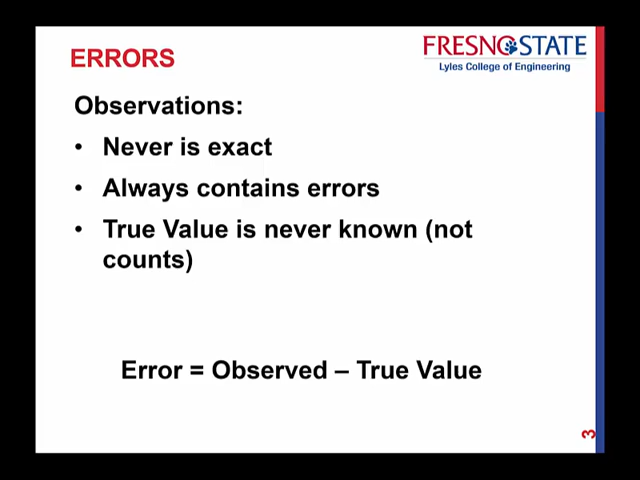 ERRORS
FRESNO STATE
Lyles College of Engineering
Observations:
• Never is exact
• Always contains errors
• True Value is never known (not
counts)
Error = Observed – True Value
3